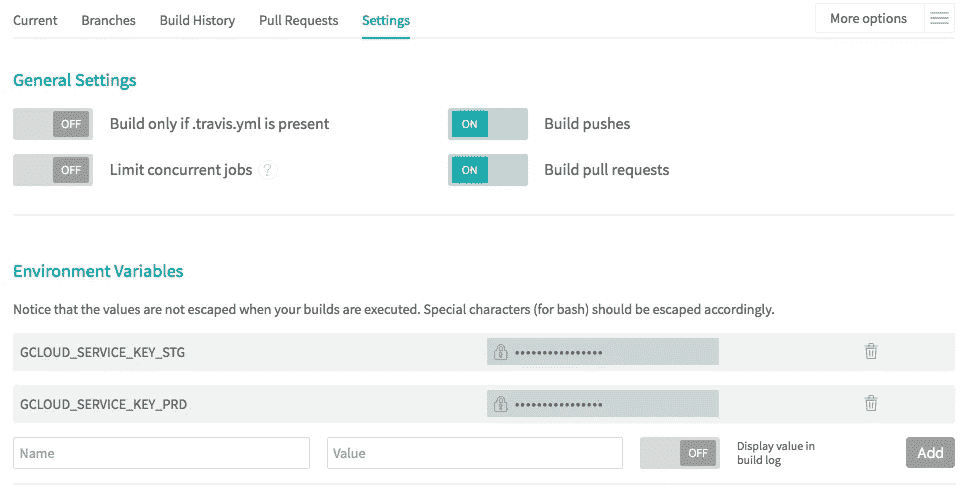 Current Branches Build History Pull Requests Settings More options
General Settings
OFF Build only if .travis.yml is present ON Build pushes
OFF Limit concurrent jobs ? ON Build pull requests
Environment Variables
Notice that the values are not escaped when your builds are executed. Special characters (for bash) should be escaped accordingly.
GCLOUD_SERVICE_KEY_STG ••••••••••••••••
GCLOUD_SERVICE_KEY_PRD ••••••••••••••••
Name Value OFF Display value in
build log Add